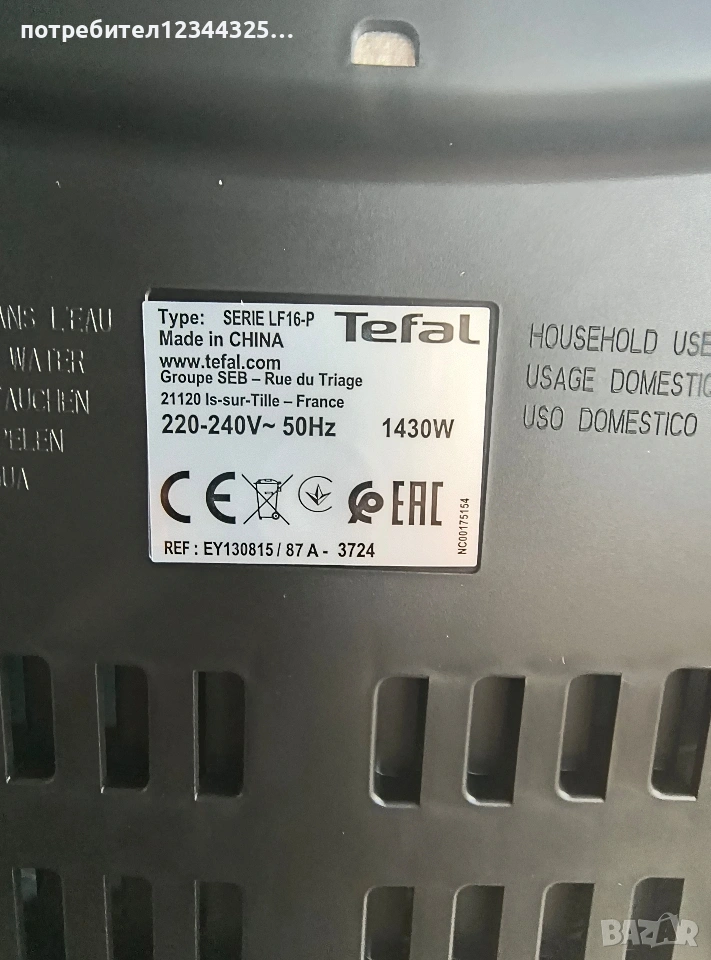 потребител12344325...
ANS L'EAU
WATER
TAUCHEN
PELEN
UA
Type: SERIE LF16-P Tefal
Made in CHINA
www.tefal.com
Groupe SEB – Rue du Triage
21120 Is-sur-Tille – France
220-240V~ 50Hz 1430W
CE EAC
NC00175154
REF : EY130815 / 87 A - 3724
HOUSEHOLD USE
USAGE DOMESTIC
USO DOMESTICO
BAZAR